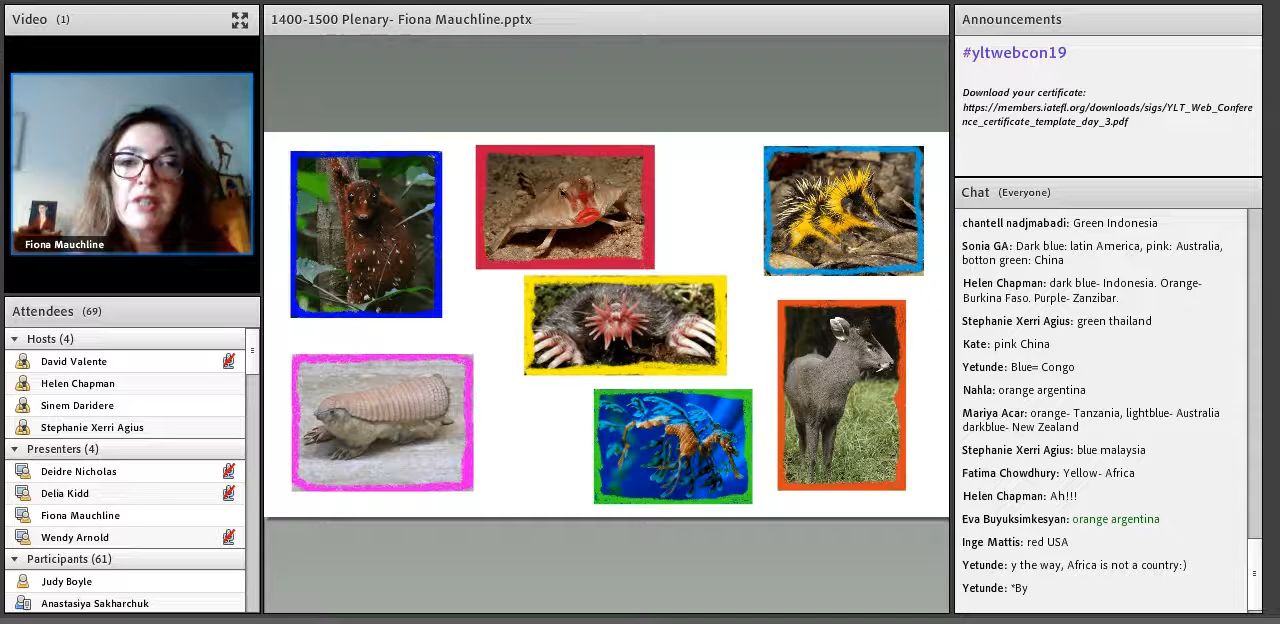 Video (1)
Fiona Mauchline
Attendees (69)
Hosts (4)
David Valente
Helen Chapman
Sinem Daridere
Stephanie Xerri Agius
Presenters (4)
Deidre Nicholas
Delia Kidd
Fiona Mauchline
Wendy Arnold
Participants (61)
Judy Boyle
Anastasiya Sakharchuk
1400-1500 Plenary- Fiona Mauchline.pptx
Announcements
#yltwebcon19
Download your certificate:
https://members.iatefl.org/downloads/sigs/YLT_Web_Confere
nce_certificate_template_day_3.pdf
Chat (Everyone)
chantell nadjmabadi: Green Indonesia
Sonia GA: Dark blue: latin America, pink: Australia,
botton green: China
Helen Chapman: dark blue- Indonesia. Orange-
Burkina Faso. Purple- Zanzibar.
Stephanie Xerri Agius: green thailand
Kate: pink China
Yetunde: Blue= Congo
Nahla: orange argentina
Mariya Acar: orange- Tanzania, lightblue- Australia
darkblue- New Zealand
Stephanie Xerri Agius: blue malaysia
Fatima Chowdhury: Yellow- Africa
Helen Chapman: Ah!!!
Eva Buyuksimkesyan: orange argentina
Inge Mattis: red USA
Yetunde: y the way, Africa is not a country:)
Yetunde: *By